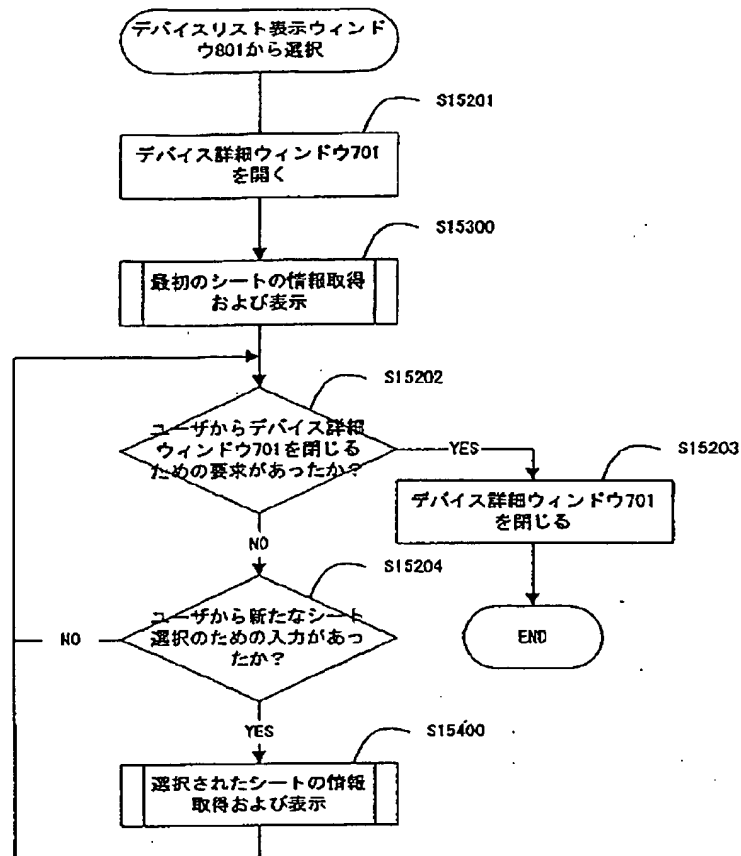 デバイスリスト表示ウィンド
ウ801から選択
S15201
デバイス詳細ウィンドウ701
を開く
S15300
最初のシートの情報取得
および表示
S15202
ユーザからデバイス詳細
ウィンドウ701を閉じる
ための要求があったか?
YES
S15203
デバイス詳細ウィンドウ701
を閉じる
NO
S15204
ユーザから新たなシート
選択のための入力があっ
たか?
NO
END
YES
S15400
選択されたシートの情報
取得および表示